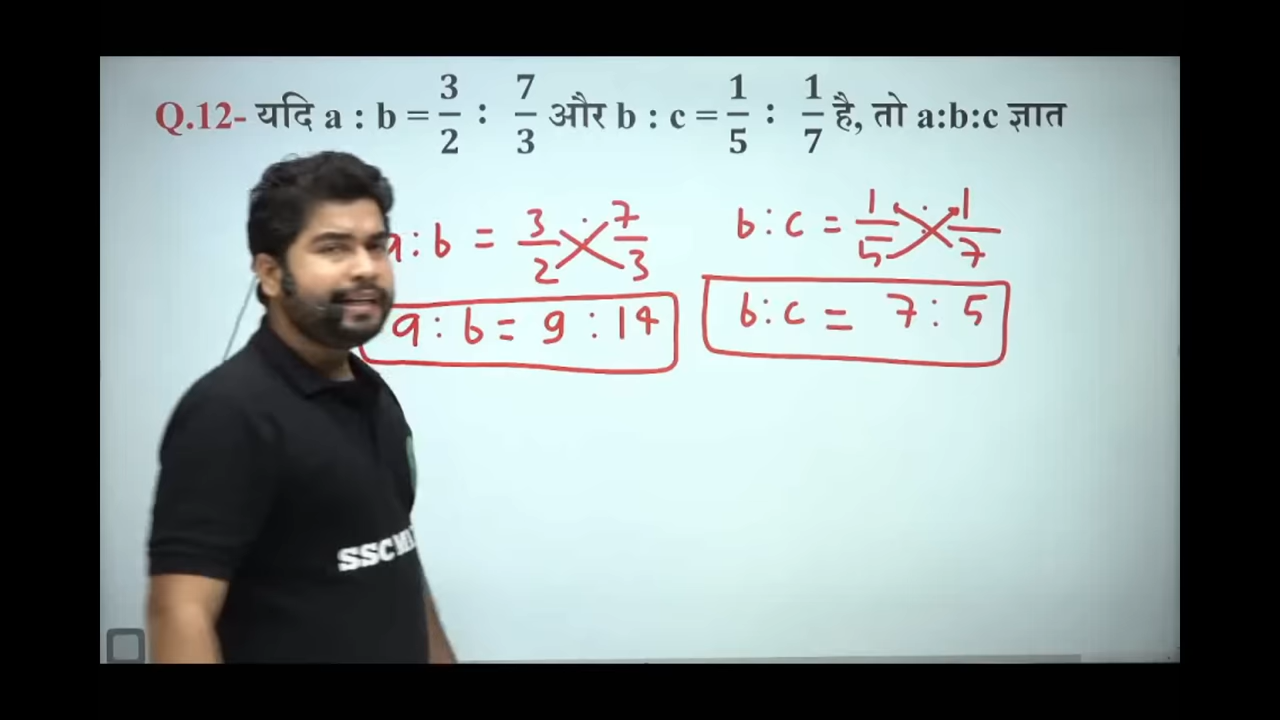 Q.12- यदि a : b = 3/2 : 7/3 और b : c = 1/5 : 1/7 है, तो a:b:c ज्ञात
a : b = 3/2 : 7/3
b : c = 1/5 : 1/7
a : b = 9 : 14
b : c = 7 : 5